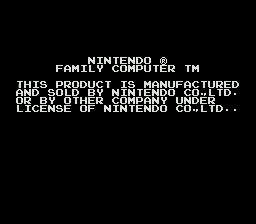 NINTENDO ®
FAMILY COMPUTER TM
THIS PRODUCT IS MANUFACTURED
AND SOLD BY NINTENDO CO.,LTD.
OR BY OTHER COMPANY UNDER
LICENSE OF NINTENDO CO.,LTD..